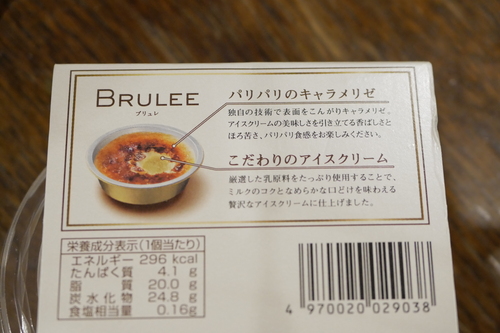 BRULEE
ブリュレ
パリパリのキャラメリゼ
独自の技術で表面をこんがりキャラメリゼ。
アイスクリームの美味しさを引き立てる香ばしさと
ほろ苦さ、パリパリ食感をお楽しみください。
こだわりのアイスクリーム
厳選した乳原料をたっぷり使用することで、
ミルクのコクとなめらかな口どけを味わえる
贅沢なアイスクリームに仕上げました。
栄養成分表示(1個当たり)
エネルギー 296 kcal
たんぱく質 4.1 g
脂質 20.0 g
炭水化物 24.8 g
食塩相当量 0.16g
4 970020 029038